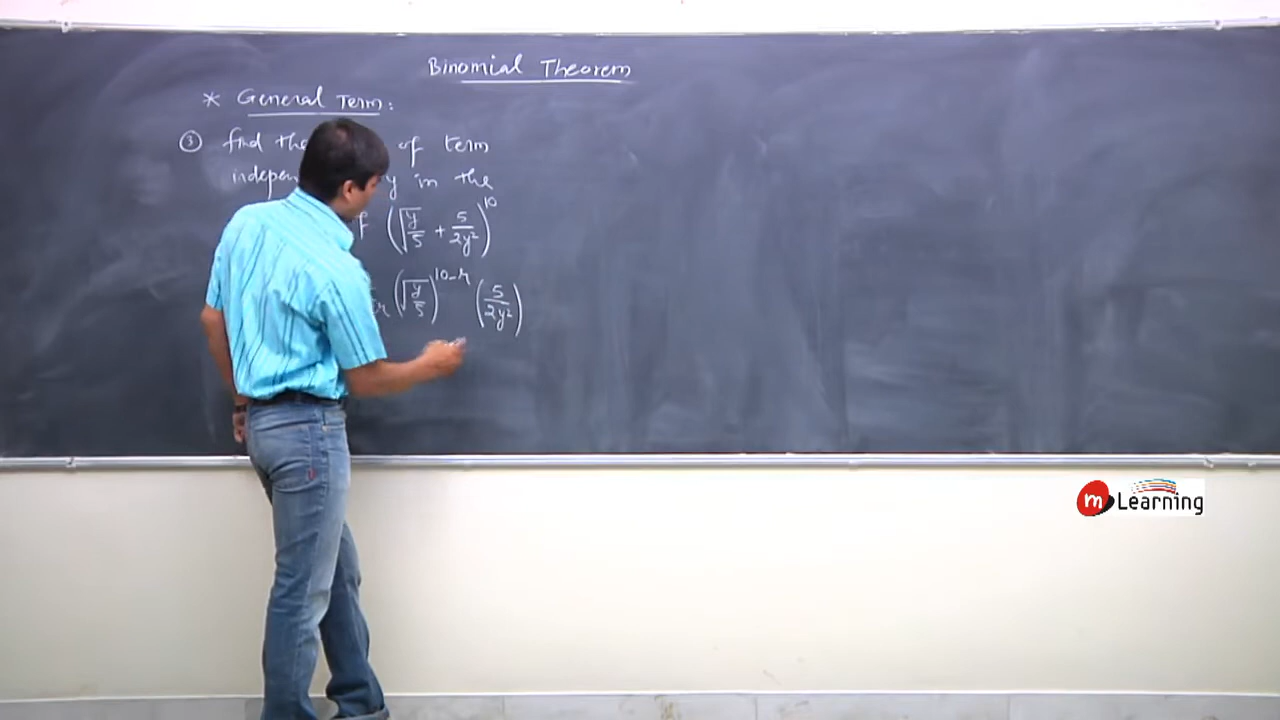 Binomial Theorem
* General Term:
③ find the of term
y in the
(√(y/5) + 5/2y²)^10
(√(y/5))^(10-r) (5/2y²)
m Learning